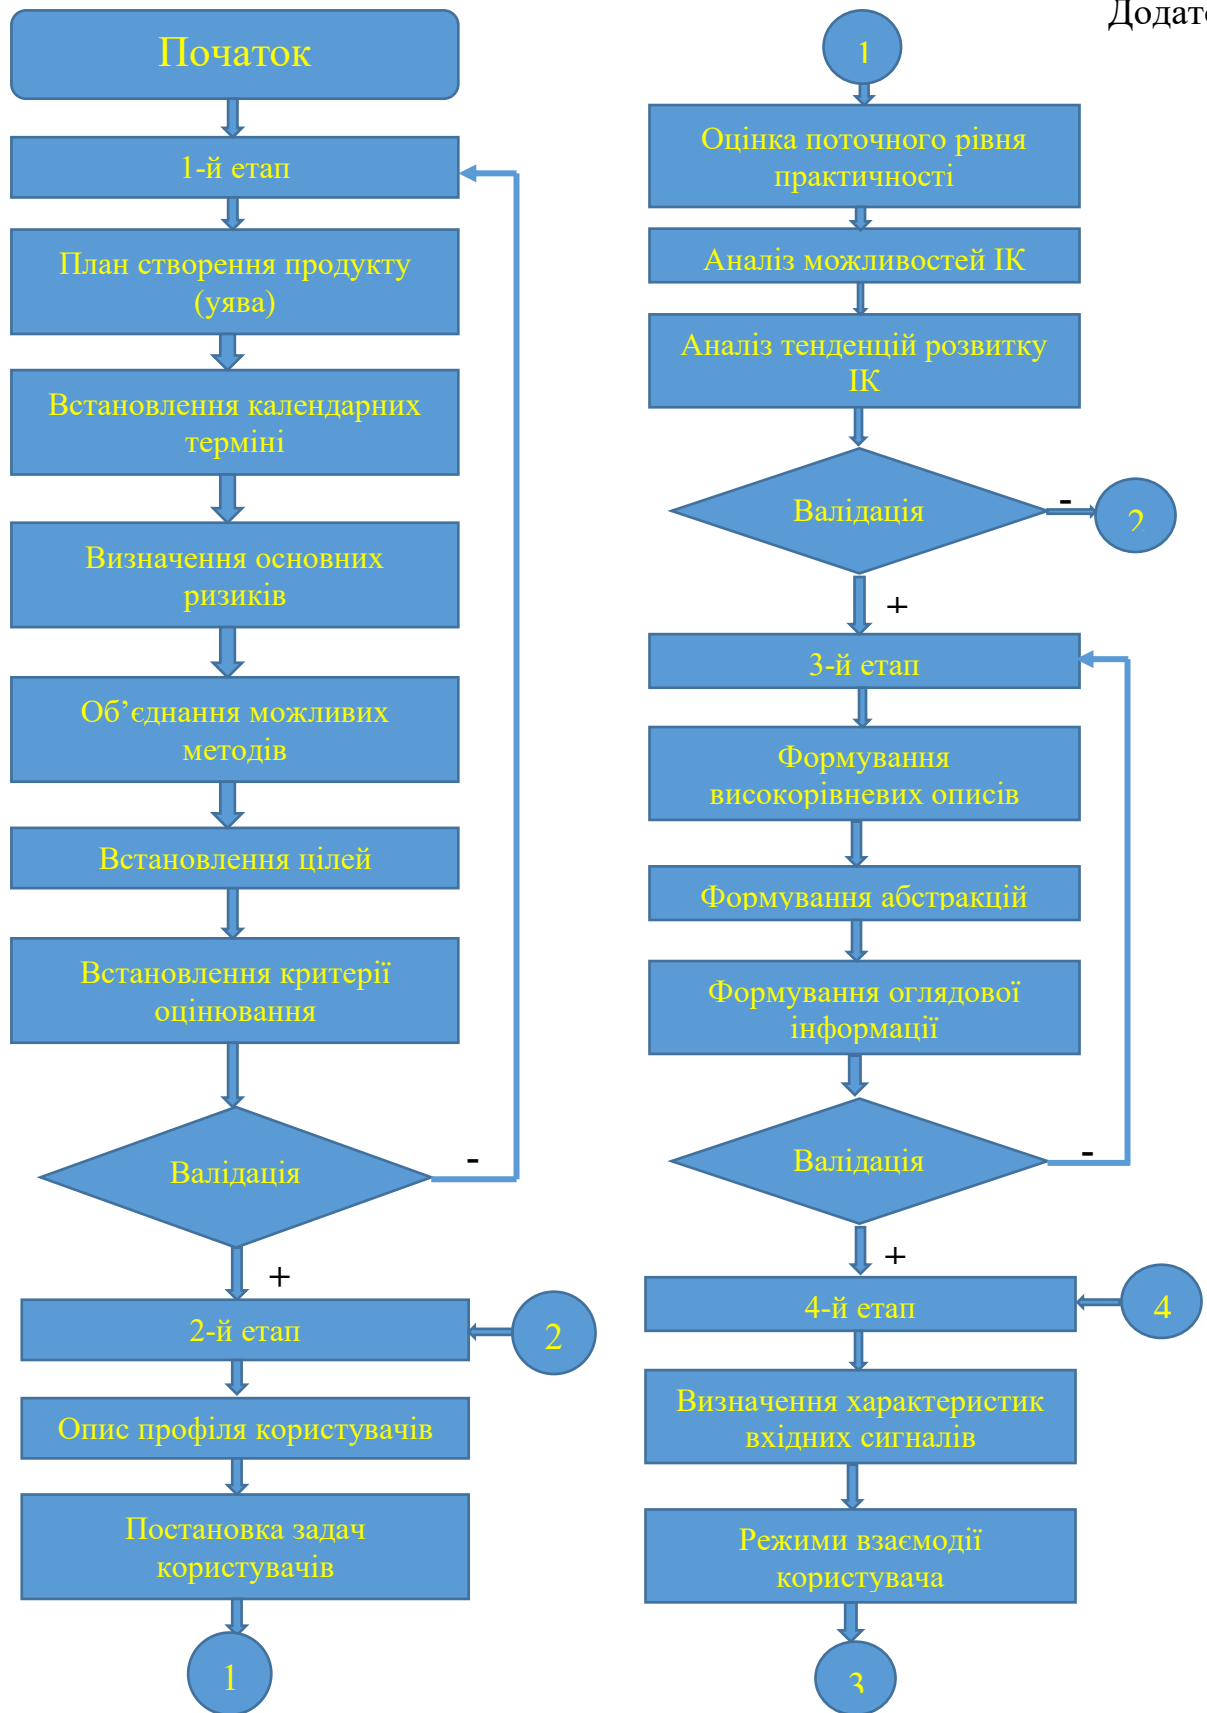 Початок
1-й етап
План створення продукту
(уява)
Встановлення календарних
терміні
Визначення основних
ризиків
Об’єднання можливих
методів
Встановлення цілей
Встановлення критерії
оцінювання
Валідація
-
+
2-й етап
2
Опис профіля користувачів
Постановка задач
користувачів
1
1
Оцінка поточного рівня
практичності
Аналіз можливостей ІК
Аналіз тенденцій розвитку
ІК
Валідація
-
2
+
3-й етап
Формування
високорівневих описів
Формування абстракцій
Формування оглядової
інформації
Валідація
-
+
4-й етап
4
Визначення характеристик
вхідних сигналів
Режими взаємодії
користувача
3